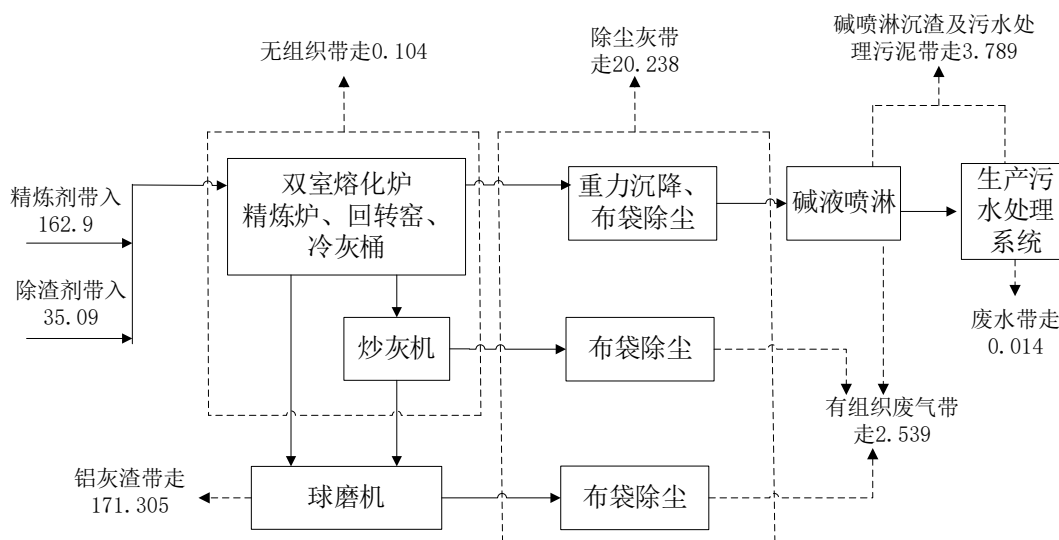 无组织带走0.104
除尘灰带
走20.238
碱喷淋沉渣及污水处
理污泥带走3.789
精炼剂带入
162.9
除渣剂带入
35.09
双室熔化炉
精炼炉、回转窑、
冷灰桶
重力沉降、
布袋除尘
碱液喷淋
生产污
水处理
系统
废水带走
0.014
炒灰机
布袋除尘
有组织废气带
走2.539
铝灰渣带走
171.305
球磨机
布袋除尘